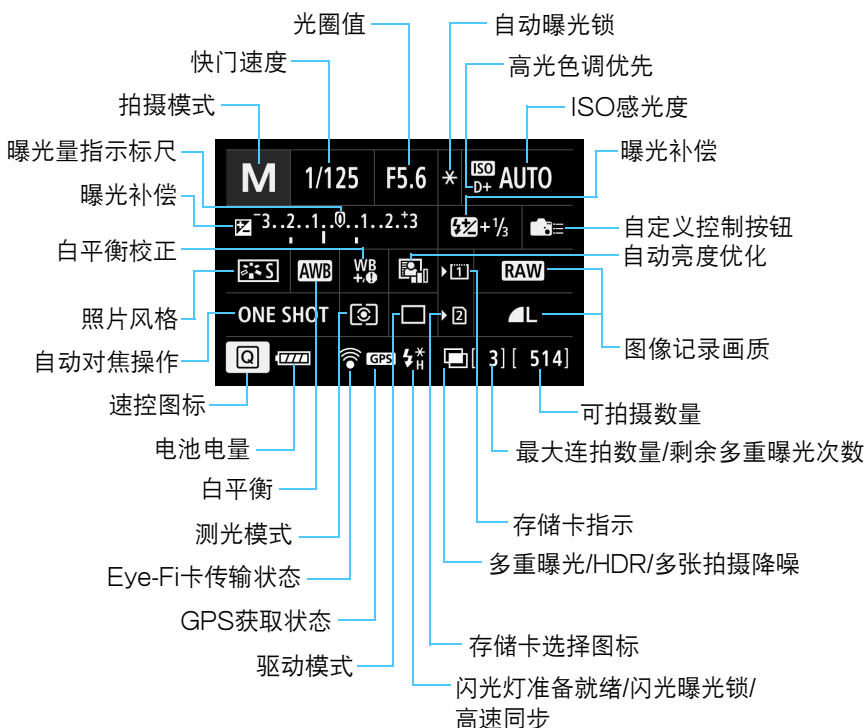 光圈值
自动曝光锁
快门速度
高光色调优先
拍摄模式
ISO感光度
曝光量指示标尺
曝光补偿
曝光补偿
白平衡校正
自定义控制按钮
自动亮度优化
照片风格
自动对焦操作
图像记录画质
速控图标
可拍摄数量
电池电量
最大连拍数量/剩余多重曝光次数
白平衡
测光模式
存储卡指示
Eye-Fi卡传输状态
多重曝光/HDR/多张拍摄降噪
GPS获取状态
存储卡选择图标
驱动模式
闪光灯准备就绪/闪光曝光锁/
高速同步
M 1/125 F5.6 * ISO D+ AUTO
-3..2..1..0..1..2.+3 +1/3
S AWB WB +/- 1 RAW
ONE SHOT 2 L
Q GPS * H [ 3] [ 514]